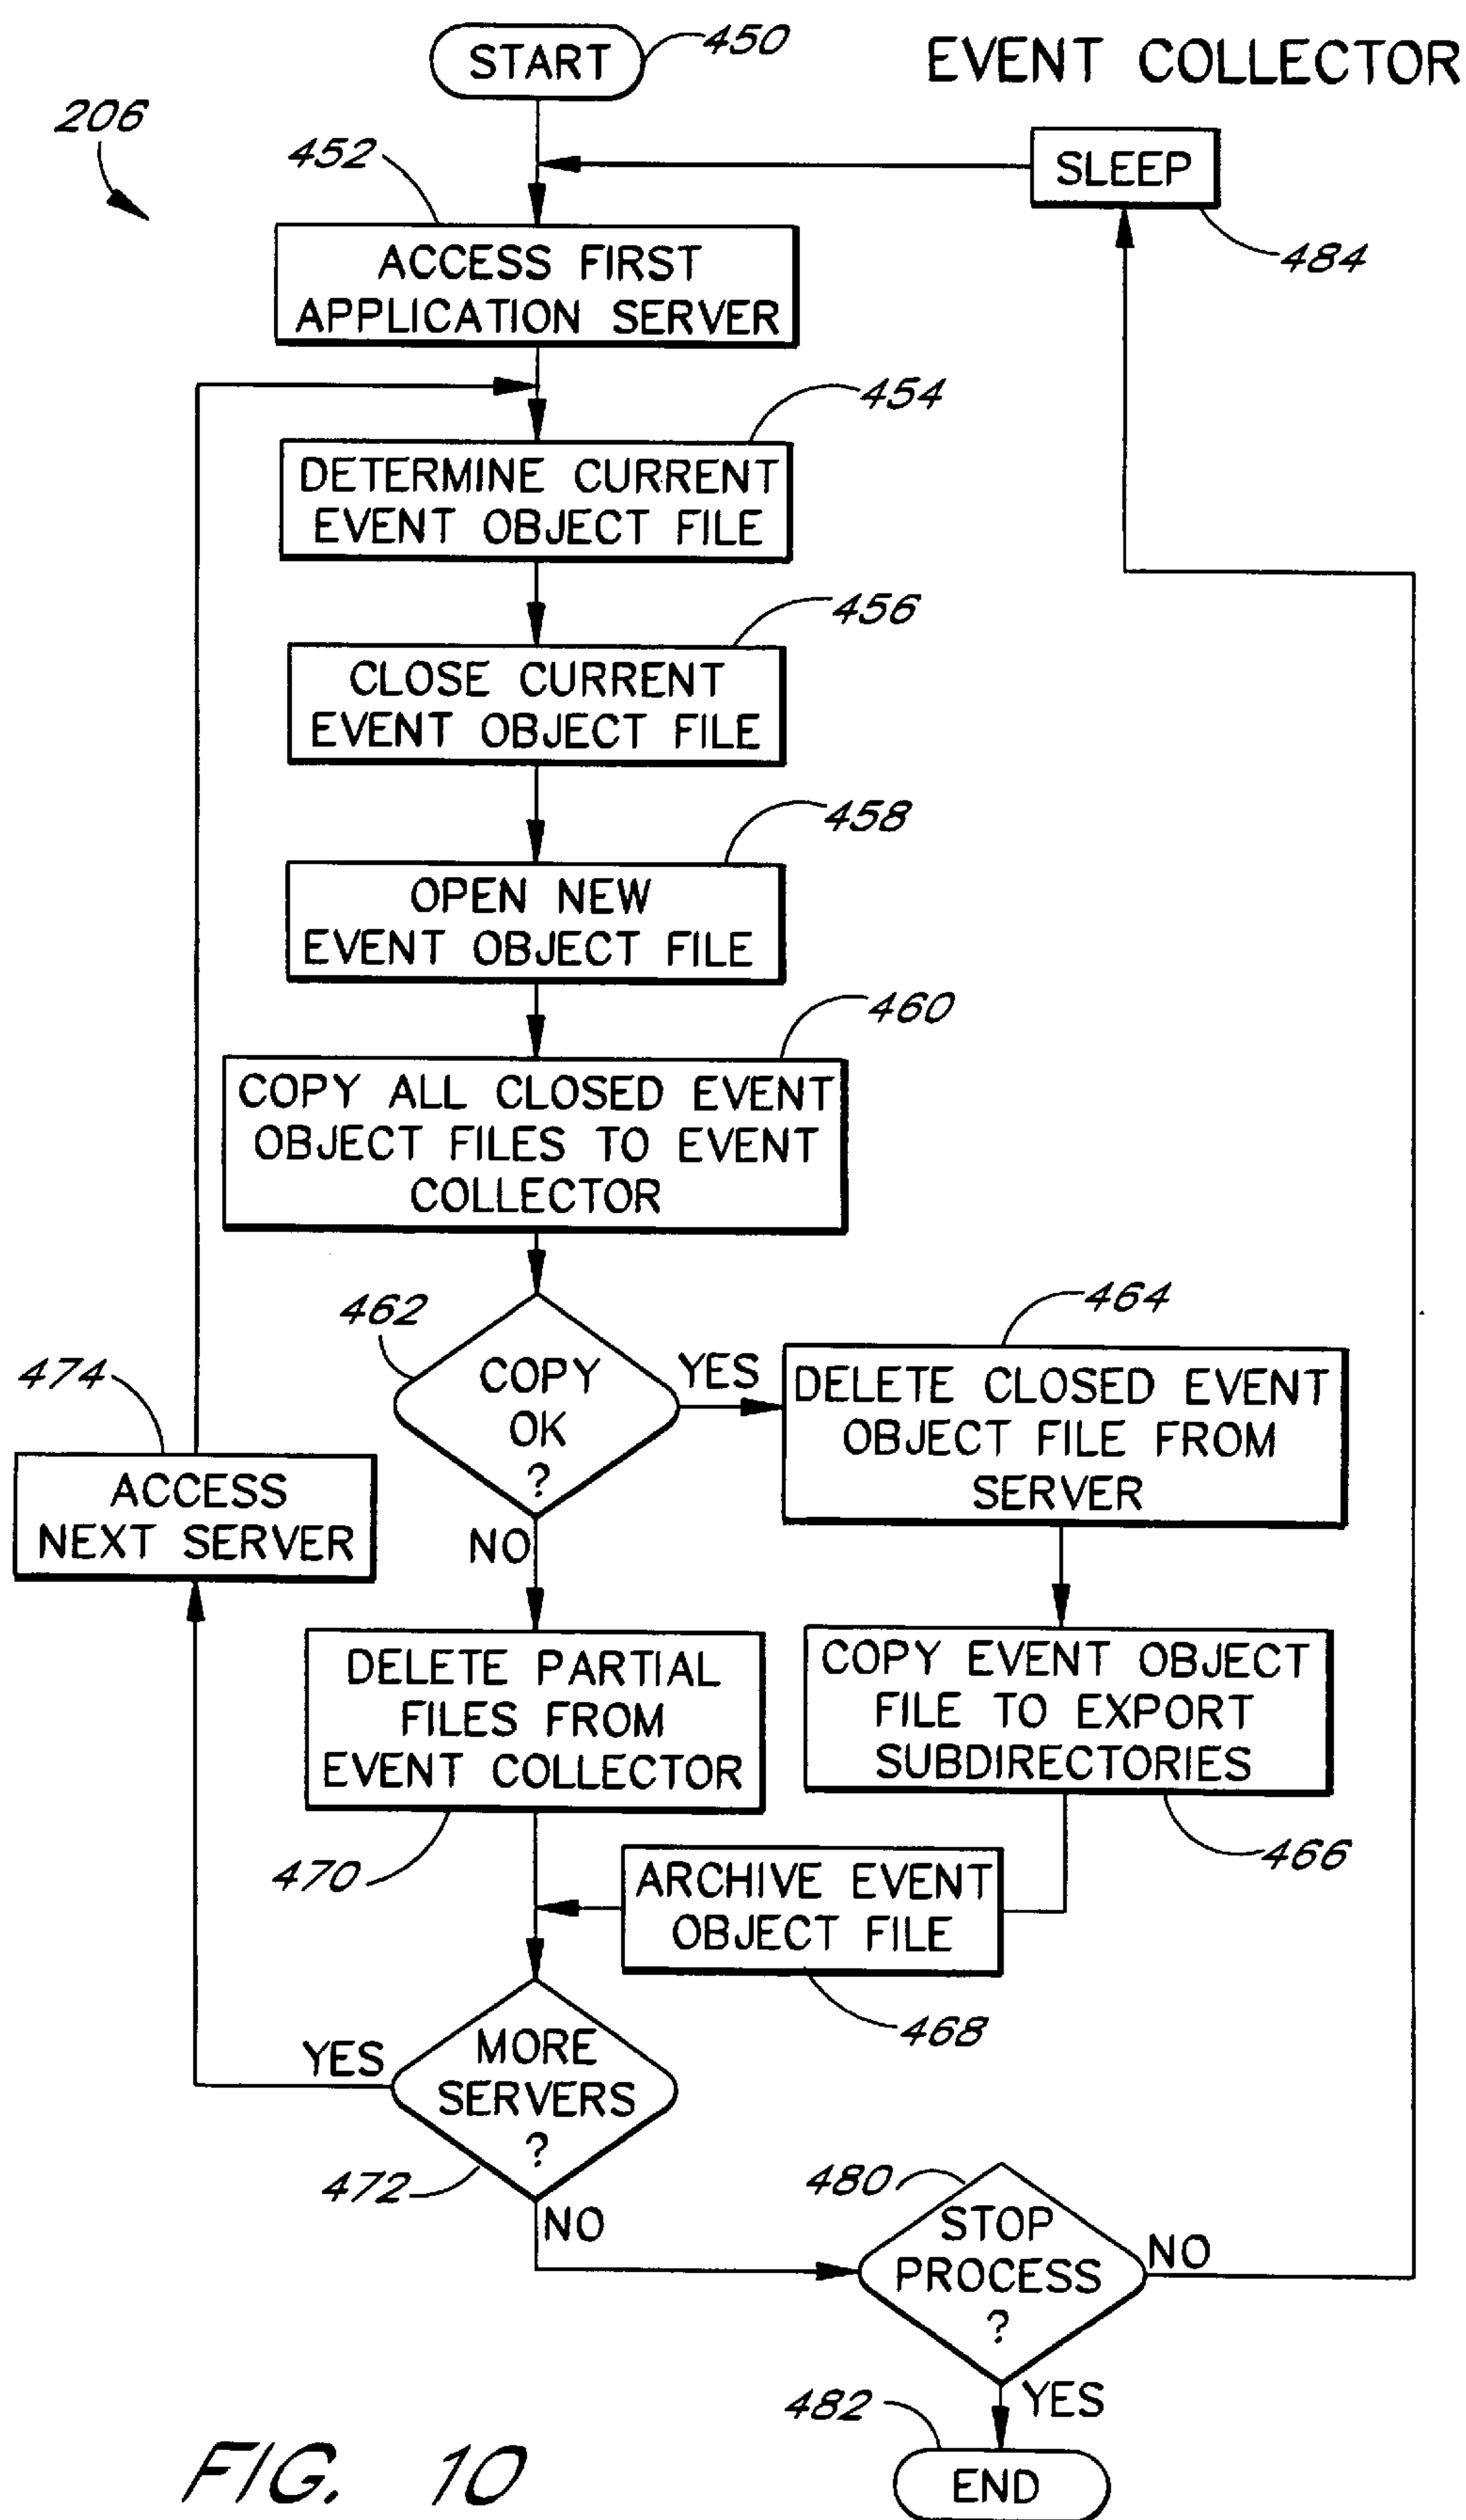 START
450
EVENT COLLECTOR
206
452
SLEEP
484
ACCESS FIRST
APPLICATION SERVER
454
DETERMINE CURRENT
EVENT OBJECT FILE
456
CLOSE CURRENT
EVENT OBJECT FILE
458
OPEN NEW
EVENT OBJECT FILE
460
COPY ALL CLOSED EVENT
OBJECT FILES TO EVENT
COLLECTOR
462
COPY
OK
?
YES
464
DELETE CLOSED EVENT
OBJECT FILE FROM
SERVER
474
ACCESS
NEXT SERVER
NO
DELETE PARTIAL
FILES FROM
EVENT COLLECTOR
470
COPY EVENT OBJECT
FILE TO EXPORT
SUBDIRECTORIES
466
ARCHIVE EVENT
OBJECT FILE
468
YES
MORE
SERVERS
?
472
NO
480
STOP
PROCESS
?
NO
YES
482
END
FIG. 10